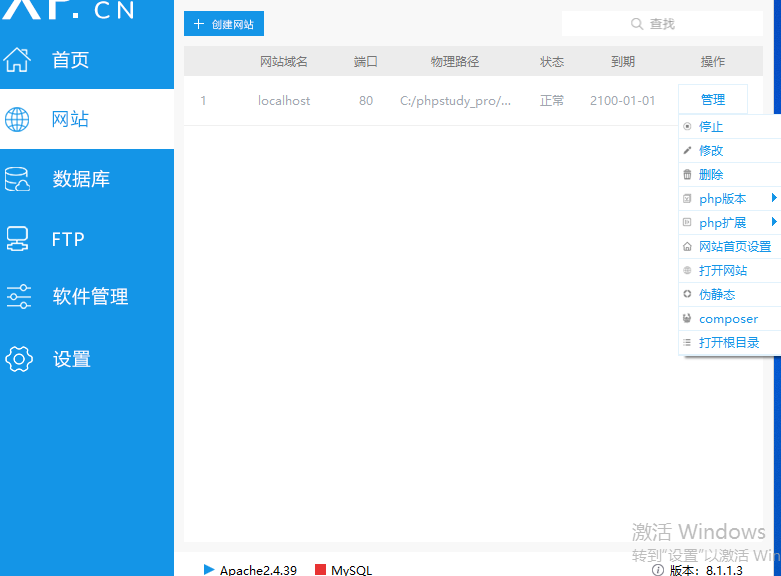 XP.CN
首页
网站
数据库
FTP
软件管理
设置
创建网站
查找
网站域名 端口 物理路径 状态 到期 操作
1 localhost 80 C:/phpstudy_pro/... 正常 2100-01-01 管理
停止
修改
删除
php版本
php扩展
网站首页设置
打开网站
伪静态
composer
打开根目录
激活 Windows
转到"设置"以激活 Win
Apache2.4.39 MySQL 版本: 8.1.1.3